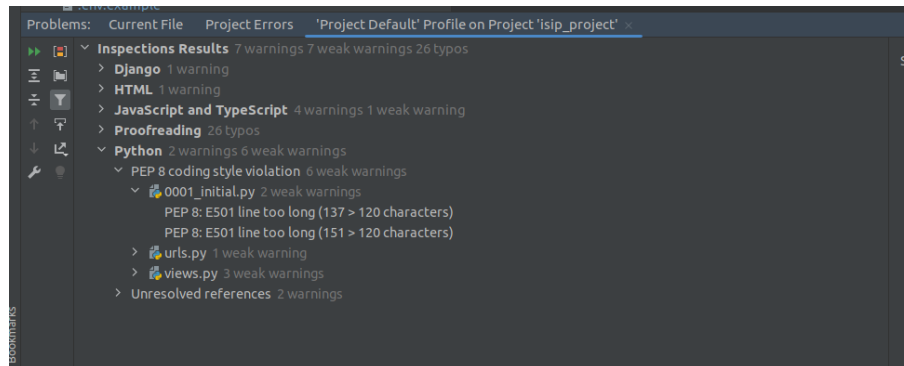 .env.example
Problems: Current File Project Errors 'Project Default' Profile on Project 'isip_project' ×
Inspections Results 7 warnings 7 weak warnings 26 typos
Django 1 warning
HTML 1 warning
JavaScript and TypeScript 4 warnings 1 weak warning
Proofreading 26 typos
Python 2 warnings 6 weak warnings
PEP 8 coding style violation 6 weak warnings
0001_initial.py 2 weak warnings
PEP 8: E501 line too long (137 > 120 characters)
PEP 8: E501 line too long (151 > 120 characters)
urls.py 1 weak warning
views.py 3 weak warnings
Unresolved references 2 warnings
Bookmarks